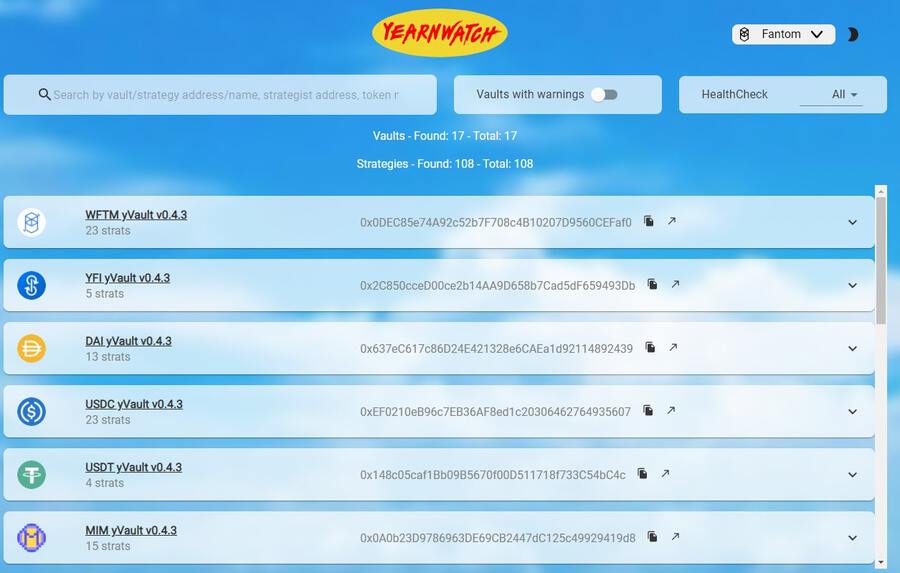 YEARNWATCH
Fantom
Search by vault/strategy address/name, strategist address, token r
Vaults with warnings
HealthCheck
All
Vaults - Found: 17 - Total: 17
Strategies - Found: 108 - Total: 108
WFTM yVault v0.4.3
23 strats
0x0DEC85e74A92c52b7F708c4B10207D9560CEFaf0
YFI yVault v0.4.3
5 strats
0x2C850cceD00ce2b14AA9D658b7Cad5dF659493Db
DAI yVault v0.4.3
13 strats
0x637eC617c86D24E421328e6CAEa1d92114892439
USDC yVault v0.4.3
23 strats
0xEF0210eB96c7EB36AF8ed1c20306462764935607
USDT yVault v0.4.3
4 strats
0x148c05caf1Bb09B5670f00D511718f733C54bC4c
MIM yVault v0.4.3
15 strats
0x0A0b23D9786963DE69CB2447dC125c49929419d8